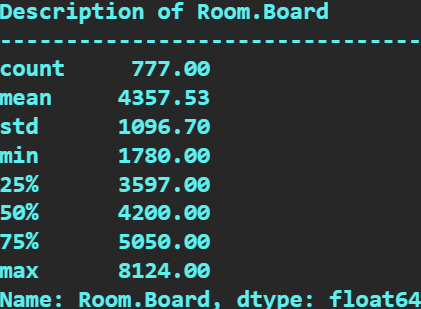 Description of Room.Board
--------------------------------
count     777.00
mean     4357.53
std      1096.70
min      1780.00
25%      3597.00
50%      4200.00
75%      5050.00
max      8124.00
Name: Room.Board, dtype: float64